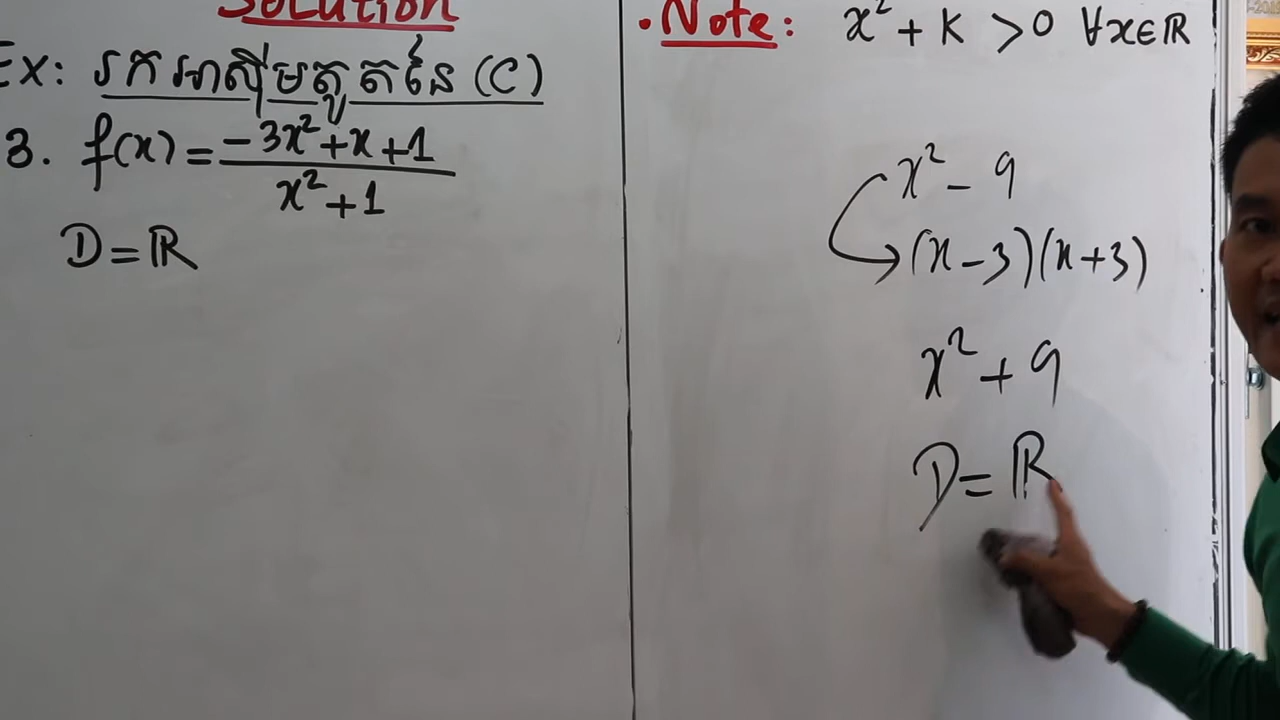 Solution
Ex: រកអាស៊ីមតូតនៃ (C)
3. f(x) = (-3x² + x + 1)/(x² + 1)
D = ℝ
• Note: x² + K > 0 ∀x∈ℝ
x² - 9
(x-3)(x+3)
x² + 9
D = ℝ